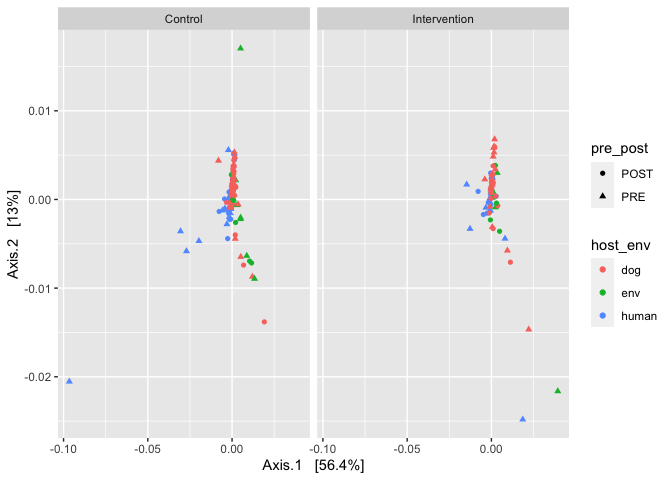 Control
Intervention
0.01
0.00
-0.01
-0.02
Axis.2 [13%]
-0.10
-0.05
0.00
-0.10
-0.05
0.00
Axis.1 [56.4%]
pre_post
POST
PRE
host_env
dog
env
human